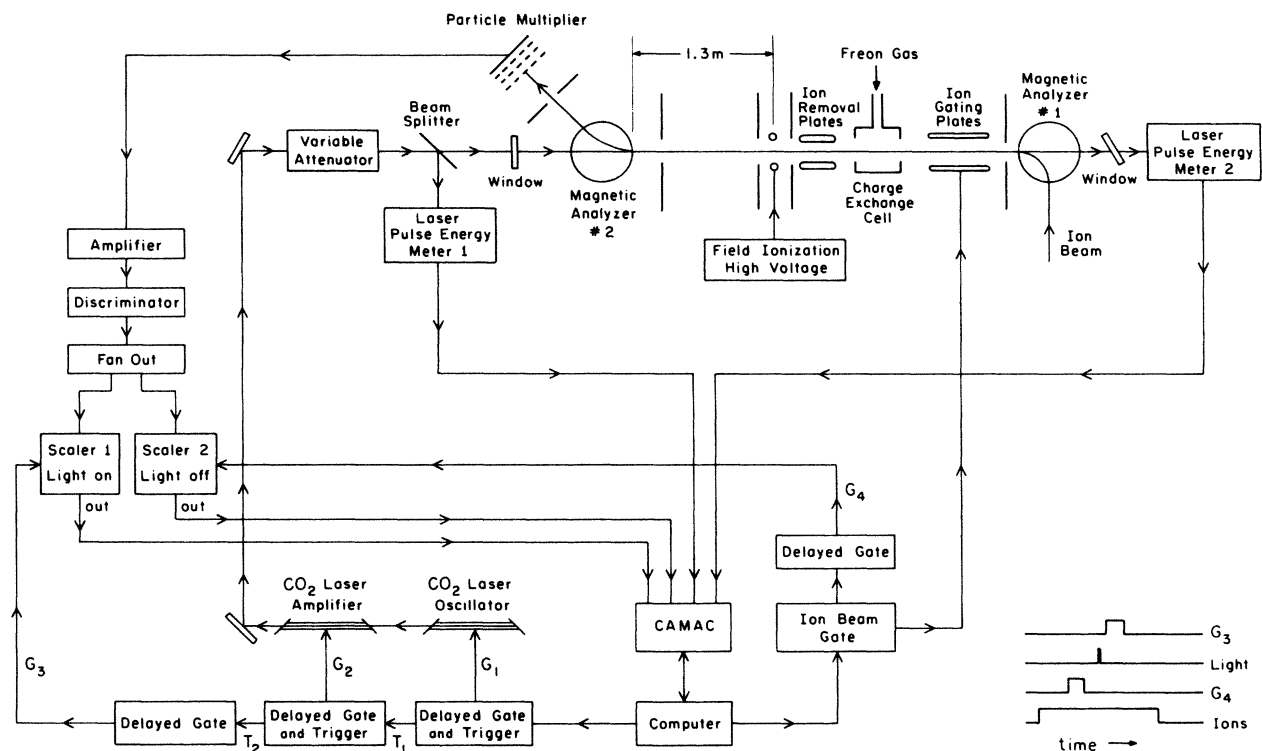 Particle Multiplier
1.3m
Freon Gas
Ion
Removal
Plates
Ion
Gating
Plates
Magnetic
Analyzer
#1
Beam
Splitter
Variable
Attenuator
Window
Magnetic
Analyzer
#2
Charge
Exchange
Cell
Window
Laser
Pulse Energy
Meter 2
Laser
Pulse Energy
Meter 1
Field Ionization
High Voltage
Ion
Beam
Amplifier
Discriminator
Fan Out
Scaler 1
Light on
out
Scaler 2
Light off
out
G4
Delayed Gate
CO2 Laser
Amplifier
CO2 Laser
Oscillator
CAMAC
Ion Beam
Gate
G3
G2
G1
Delayed Gate
T2
Delayed Gate
and Trigger
T1
Delayed Gate
and Trigger
Computer
G3
Light
G4
Ions
time